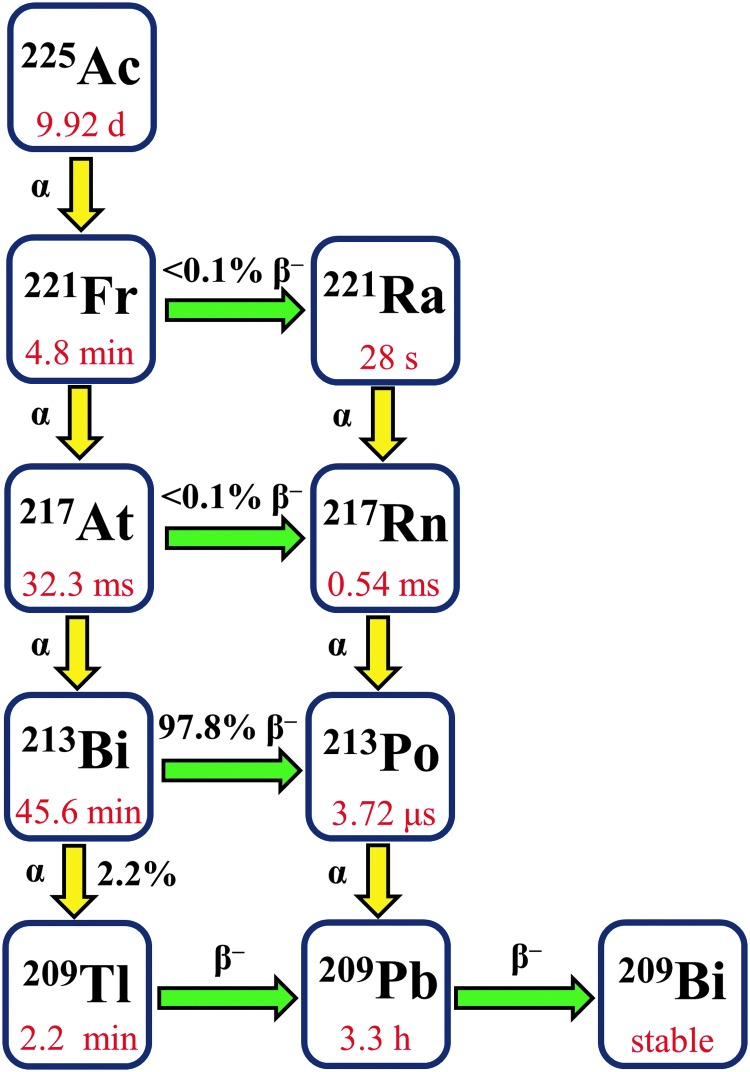 ²²⁵Ac
9.92 d
α
<0.1% β⁻
²²¹Fr
²²¹Ra
4.8 min
28 s
α
α
<0.1% β⁻
²¹⁷At
²¹⁷Rn
32.3 ms
0.54 ms
α
α
97.8% β⁻
²¹³Bi
²¹³Po
45.6 min
3.72 μs
α 2.2%
α
β⁻
β⁻
²⁰⁹Tl
²⁰⁹Pb
²⁰⁹Bi
2.2 min
3.3 h
stable